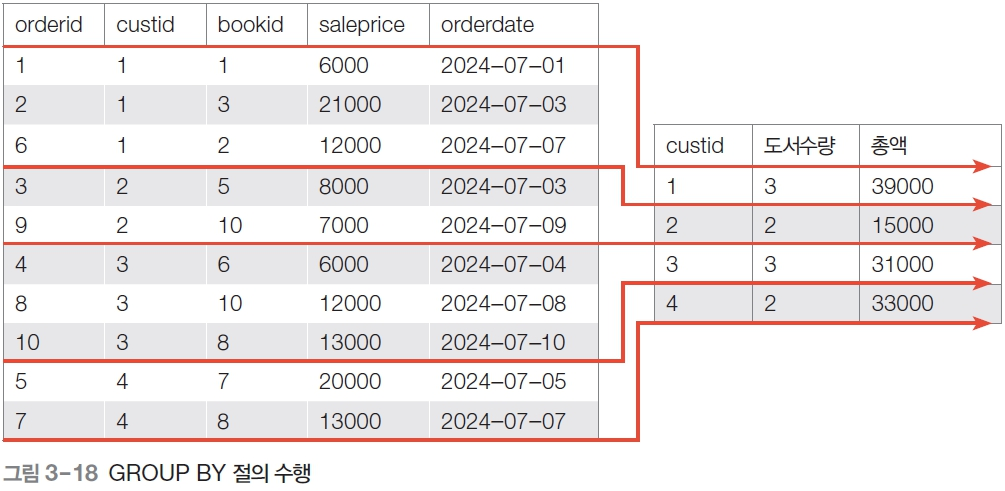 orderid custid bookid saleprice orderdate
1 1 1 6000 2024-07-01
2 1 3 21000 2024-07-03
6 1 2 12000 2024-07-07
3 2 5 8000 2024-07-03
9 2 10 7000 2024-07-09
4 3 6 6000 2024-07-04
8 3 10 12000 2024-07-08
10 3 8 13000 2024-07-10
5 4 7 20000 2024-07-05
7 4 8 13000 2024-07-07
custid 도서수량 총액
1 3 39000
2 2 15000
3 3 31000
4 2 33000
그림 3-18 GROUP BY 절의 수행